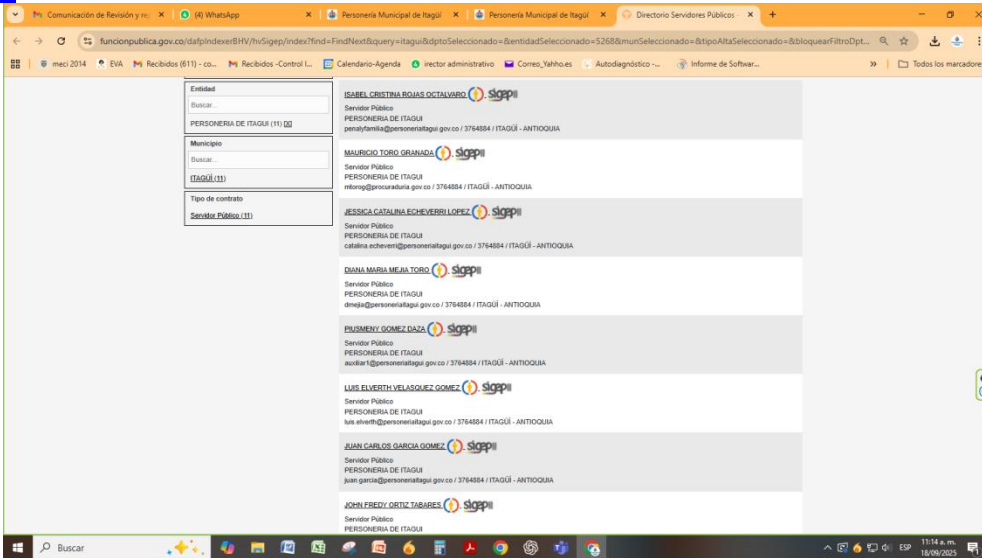 Comunicación de Revisión y re
(4) WhatsApp
Personería Municipal de Itagüí
Personería Municipal de Itagüí
Directorio Servidores Públicos -
funcionpublica.gov.co/dafpIndexerBHV/hvSigep/index?find=FindNext&query=itagui&dptoSeleccionado=&entidadSeleccionado=5268&munSeleccionado=&tipoAltaSeleccionado=&bloquearFiltroDpt...
meci 2014
EVA
Recibidos (611) - co...
Recibidos -Control I...
Calendario-Agenda
irector administrativo
Correo_Yahho.es
Autodiagnóstico -...
Informe de Softwar...
Todos los marcadores
Entidad
Buscar...
PERSONERIA DE ITAGUI (11) [X]
Municipio
Buscar...
ITAGÜÍ (11)
Tipo de contrato
Servidor Público (11)
ISABEL CRISTINA ROJAS OCTALVARO sigepII
Servidor Público
PERSONERIA DE ITAGUI
penalyfamilia@personeriaitagui.gov.co / 3764884 / ITAGÜÍ - ANTIOQUIA
MAURICIO TORO GRANADA sigepII
Servidor Público
PERSONERIA DE ITAGUI
mtorog@procuraduria.gov.co / 3764884 / ITAGÜÍ - ANTIOQUIA
JESSICA CATALINA ECHEVERRI LOPEZ sigepII
Servidor Público
PERSONERIA DE ITAGUI
catalina.echeverri@personeriaitagui.gov.co / 3764884 / ITAGÜÍ - ANTIOQUIA
DIANA MARIA MEJIA TORO sigepII
Servidor Público
PERSONERIA DE ITAGUI
dmejia@personeriaitagui.gov.co / 3764884 / ITAGÜÍ - ANTIOQUIA
PIUSMENY GOMEZ DAZA sigepII
Servidor Público
PERSONERIA DE ITAGUI
auxiliar1@personeriaitagui.gov.co / 3764884 / ITAGÜÍ - ANTIOQUIA
LUIS ELVERTH VELASQUEZ GOMEZ sigepII
Servidor Público
PERSONERIA DE ITAGUI
luis.elverth@personeriaitagui.gov.co / 3764884 / ITAGÜÍ - ANTIOQUIA
JUAN CARLOS GARCIA GOMEZ sigepII
Servidor Público
PERSONERIA DE ITAGUI
juan.garcia@personeriaitagui.gov.co / 3764884 / ITAGÜÍ - ANTIOQUIA
JOHN FREDY ORTIZ TABARES sigepII
Servidor Público
PERSONERIA DE ITAGUI
Buscar
ESP
11:14 a. m.
18/09/2025